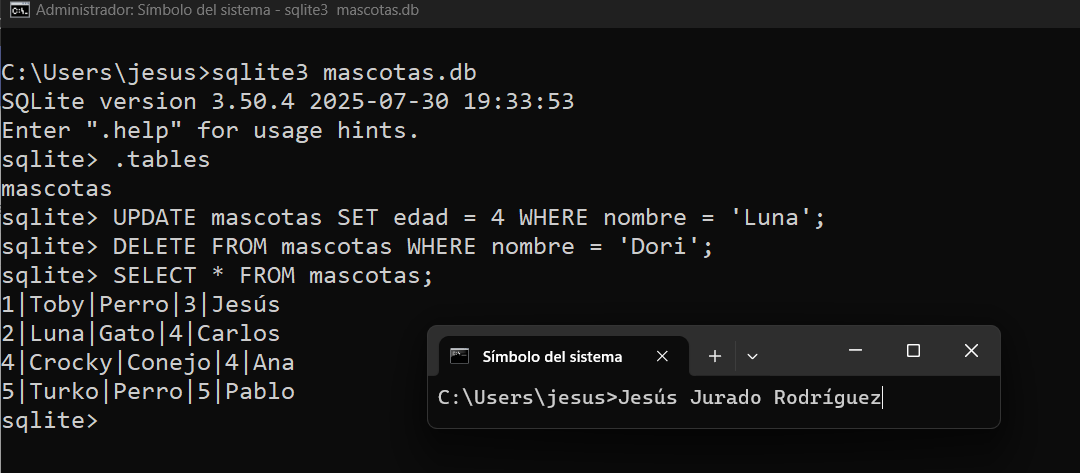 Administrador: Símbolo del sistema - sqlite3  mascotas.db
C:\Users\jesus>sqlite3 mascotas.db
SQLite version 3.50.4 2025-07-30 19:33:53
Enter ".help" for usage hints.
sqlite> .tables
mascotas
sqlite> UPDATE mascotas SET edad = 4 WHERE nombre = 'Luna';
sqlite> DELETE FROM mascotas WHERE nombre = 'Dori';
sqlite> SELECT * FROM mascotas;
1|Toby|Perro|3|Jesús
2|Luna|Gato|4|Carlos
4|Crocky|Conejo|4|Ana
5|Turko|Perro|5|Pablo
sqlite>
Símbolo del sistema
C:\Users\jesus>Jesús Jurado Rodríguez